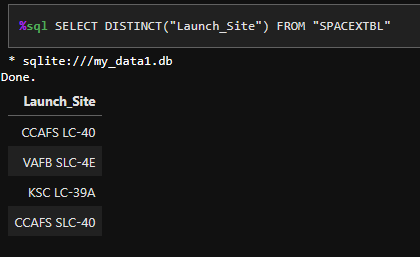 %sql SELECT DISTINCT("Launch_Site") FROM "SPACEXTBL"
* sqlite:///my_data1.db
Done.
Launch_Site
CCAFS LC-40
VAFB SLC-4E
KSC LC-39A
CCAFS SLC-40